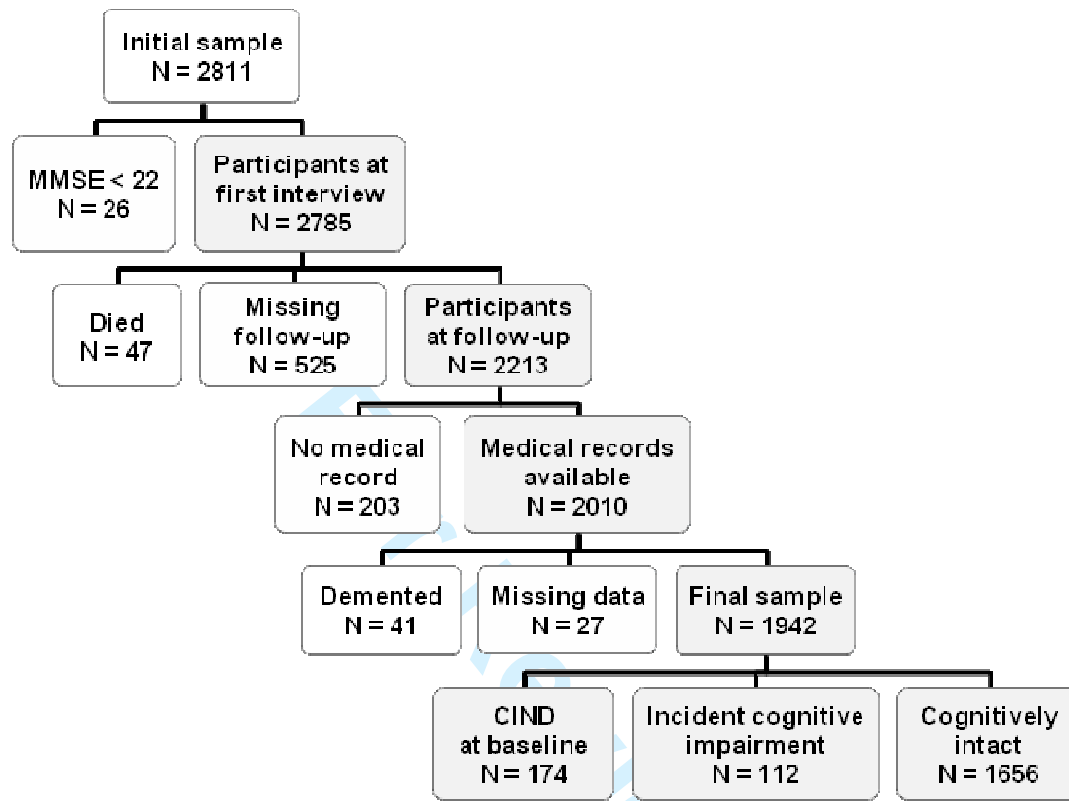 Initial sample
N = 2811
MMSE < 22
N = 26
Participants at
first interview
N = 2785
Died
N = 47
Missing
follow-up
N = 525
Participants
at follow-up
N = 2213
No medical
record
N = 203
Medical records
available
N = 2010
Demented
N = 41
Missing data
N = 27
Final sample
N = 1942
CIND
at baseline
N = 174
Incident cognitive
impairment
N = 112
Cognitively
intact
N = 1656